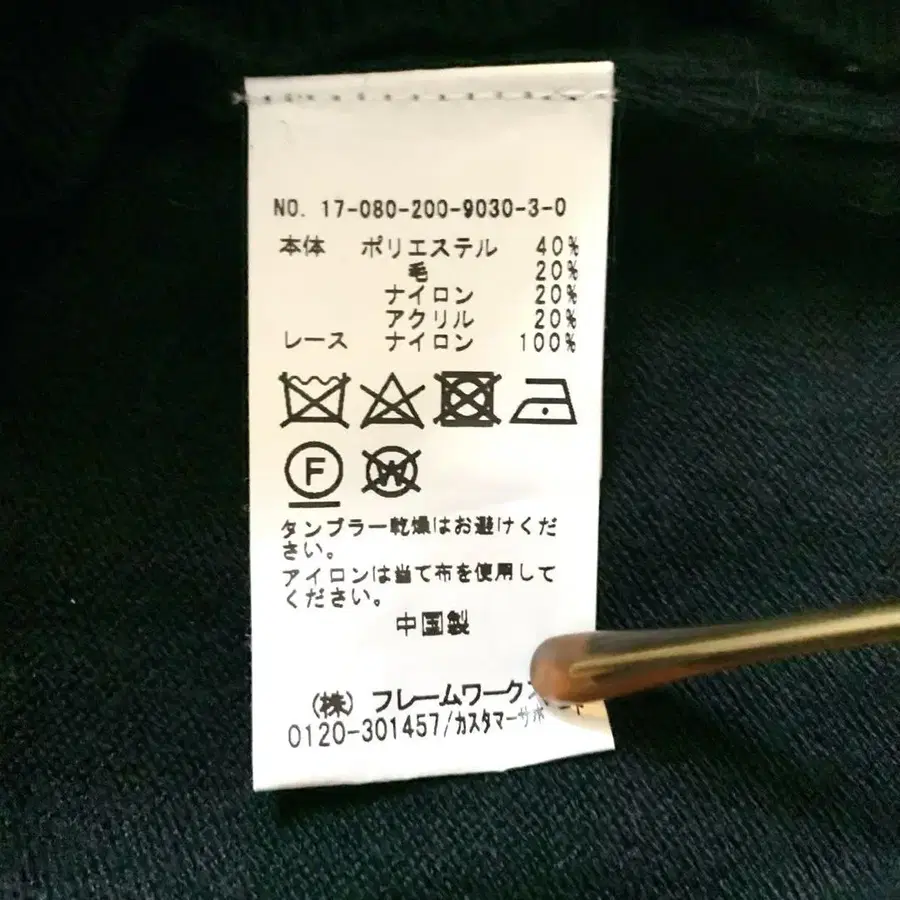 NO. 17-080-200-9030-3-0
本体 ポリエステル 40%
毛 20%
ナイロン 20%
アクリル 20%
レース ナイロン 100%
F
W
タンブラー乾燥はお避けくだ
さい。
アイロンは当て布を使用して
ください。
中国製
(株) フレームワークス
0120-301457/カスタマーサポート